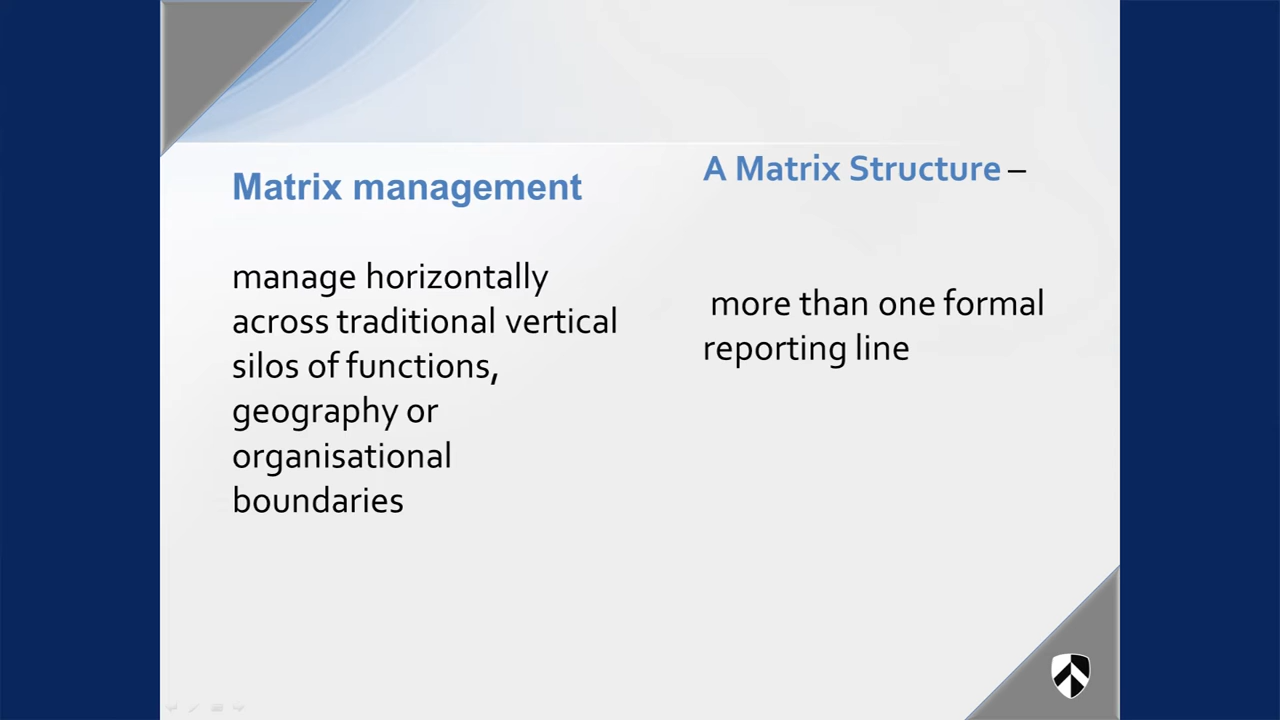 Matrix management
manage horizontally
across traditional vertical
silos of functions,
geography or
organisational
boundaries
A Matrix Structure –
more than one formal
reporting line